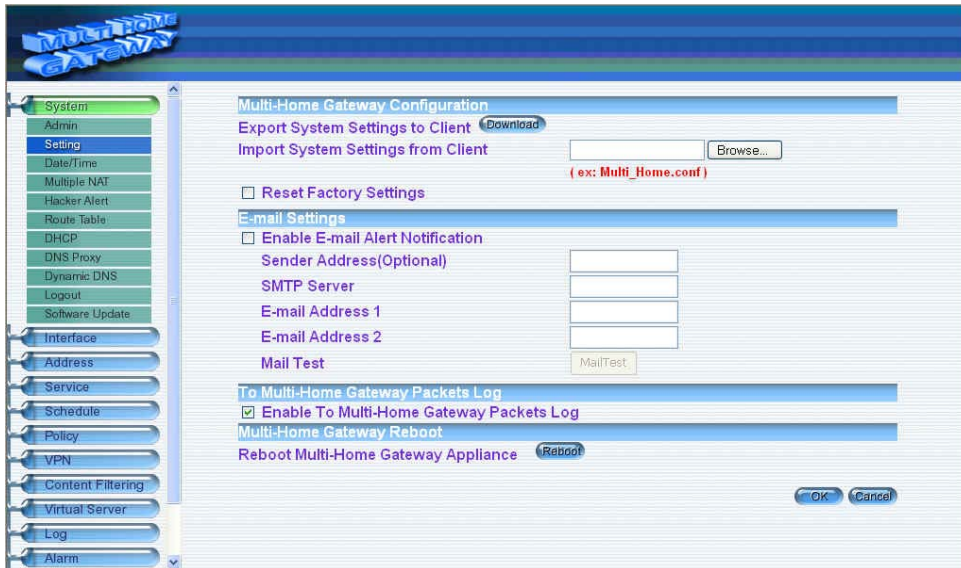 MULTI HOME
GATEWAY
System
Admin
Setting
Date/Time
Multiple NAT
Hacker Alert
Route Table
DHCP
DNS Proxy
Dynamic DNS
Logout
Software Update
Interface
Address
Service
Schedule
Policy
VPN
Content Filtering
Virtual Server
Log
Alarm
Multi-Home Gateway Configuration
Export System Settings to Client Download
Import System Settings from Client Browse...
( ex: Multi_Home.conf )
Reset Factory Settings
E-mail Settings
Enable E-mail Alert Notification
Sender Address(Optional)
SMTP Server
E-mail Address 1
E-mail Address 2
Mail Test MailTest
To Multi-Home Gateway Packets Log
Enable To Multi-Home Gateway Packets Log
Multi-Home Gateway Reboot
Reboot Multi-Home Gateway Appliance Reboot
OK Cancel